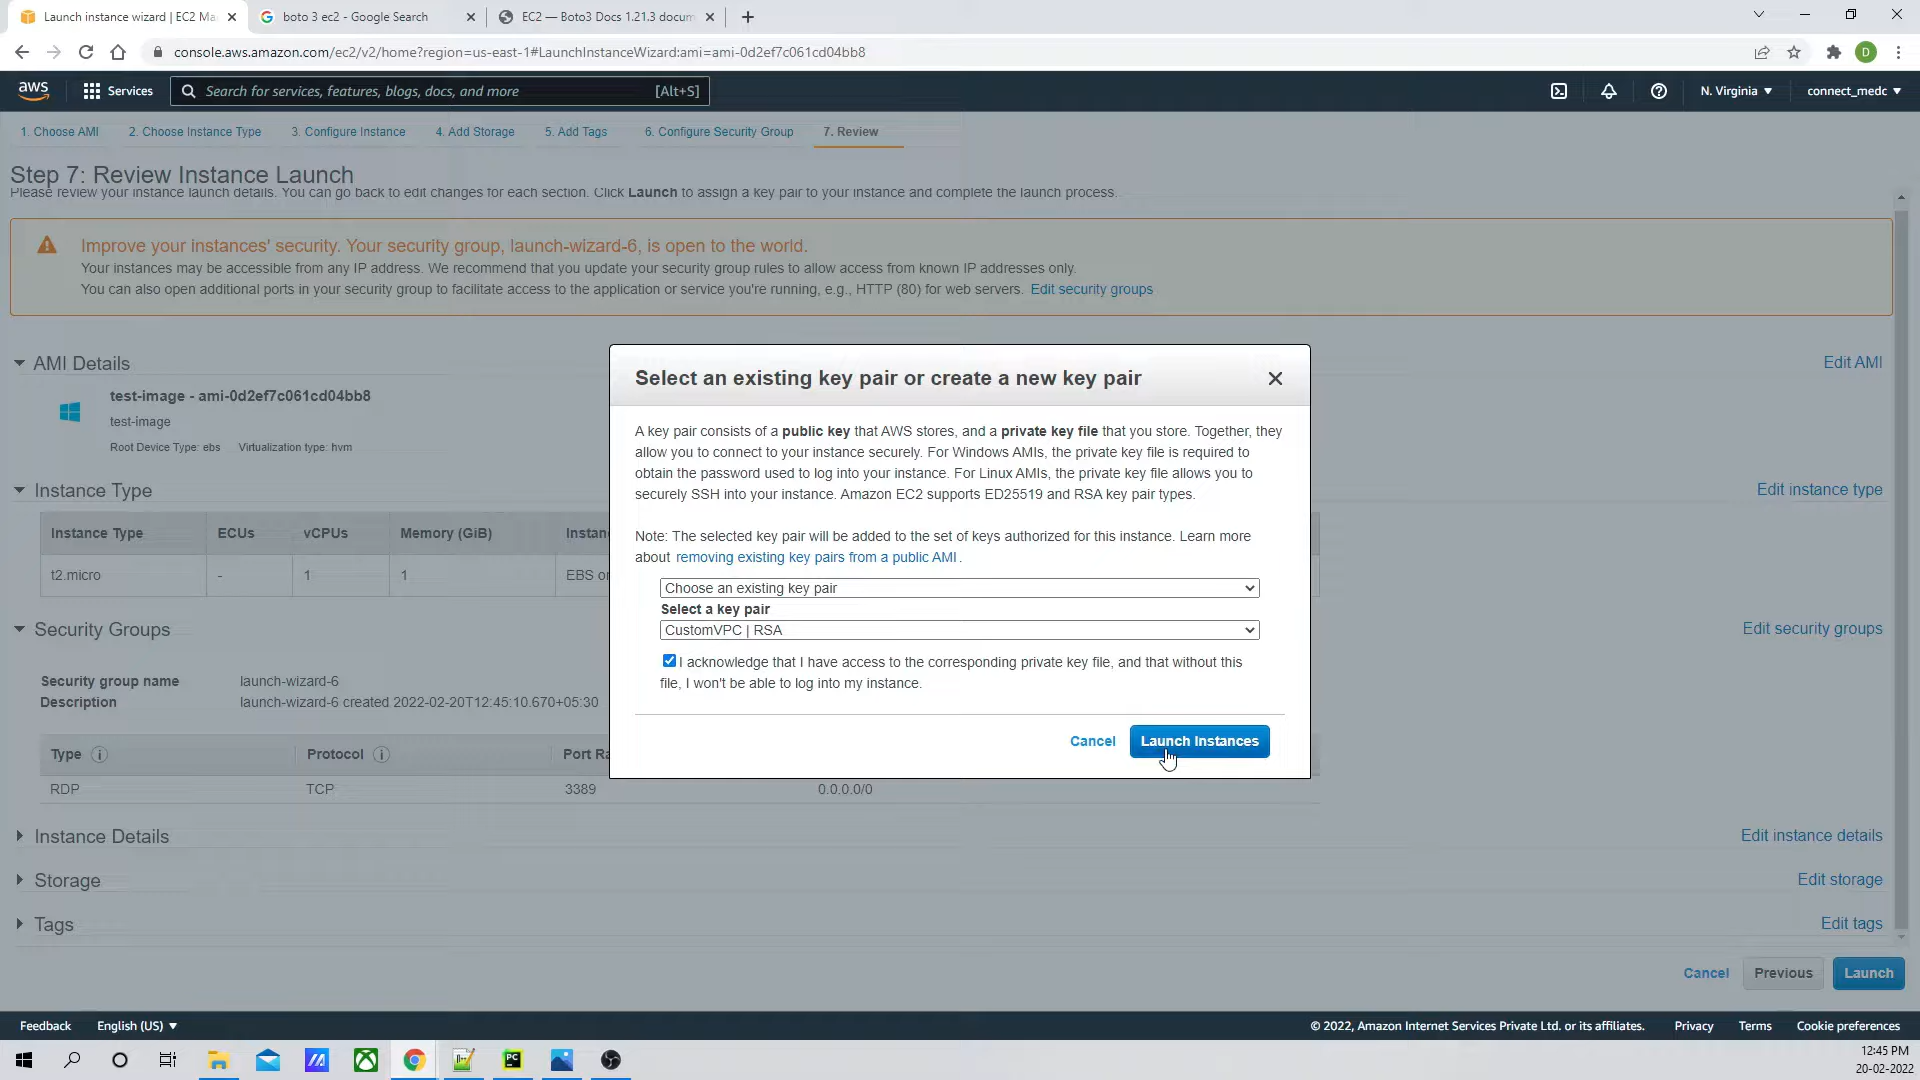 Launch instance wizard | EC2 Ma
boto 3 ec2 - Google Search
EC2 — Boto3 Docs 1.21.3 docum
console.aws.amazon.com/ec2/v2/home?region=us-east-1#LaunchInstanceWizard:ami=ami-0d2ef7c061cd04bb8
D
aws
Services
Search for services, features, blogs, docs, and more
[Alt+S]
N. Virginia
connect_medc
1. Choose AMI
2. Choose Instance Type
3. Configure Instance
4. Add Storage
5. Add Tags
6. Configure Security Group
7. Review
Step 7: Review Instance Launch
Please review your instance launch details. You can go back to edit changes for each section. Click Launch to assign a key pair to your instance and complete the launch process.
Improve your instances' security. Your security group, launch-wizard-6, is open to the world.
Your instances may be accessible from any IP address. We recommend that you update your security group rules to allow access from known IP addresses only.
You can also open additional ports in your security group to facilitate access to the application or service you're running, e.g., HTTP (80) for web servers. Edit security groups
AMI Details
Edit AMI
test-image - ami-0d2ef7c061cd04bb8
test-image
Root Device Type: ebs Virtualization type: hvm
Instance Type
Edit instance type
Instance Type ECUs vCPUs Memory (GiB) Instan
t2.micro - 1 1 EBS on
Security Groups
Edit security groups
Security group name launch-wizard-6
Description launch-wizard-6 created 2022-02-20T12:45:10.670+05:30
Type Protocol Port Ra
RDP TCP 3389 0.0.0.0/0
Instance Details
Edit instance details
Storage
Edit storage
Tags
Edit tags
Select an existing key pair or create a new key pair
A key pair consists of a public key that AWS stores, and a private key file that you store. Together, they
allow you to connect to your instance securely. For Windows AMIs, the private key file is required to
obtain the password used to log into your instance. For Linux AMIs, the private key file allows you to
securely SSH into your instance. Amazon EC2 supports ED25519 and RSA key pair types.
Note: The selected key pair will be added to the set of keys authorized for this instance. Learn more
about removing existing key pairs from a public AMI .
Choose an existing key pair
Select a key pair
CustomVPC | RSA
I acknowledge that I have access to the corresponding private key file, and that without this
file, I won't be able to log into my instance.
Cancel
Launch Instances
Cancel
Previous
Launch
Feedback
English (US)
© 2022, Amazon Internet Services Private Ltd. or its affiliates.
Privacy
Terms
Cookie preferences
PC
12:45 PM
20-02-2022